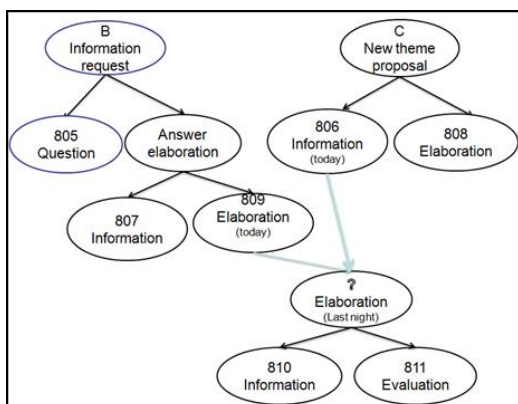 B
Information
request
C
New theme
proposal
805
Question
Answer
elaboration
806
Information
(today)
808
Elaboration
807
Information
809
Elaboration
(today)
?
Elaboration
(Last night)
810
Information
811
Evaluation